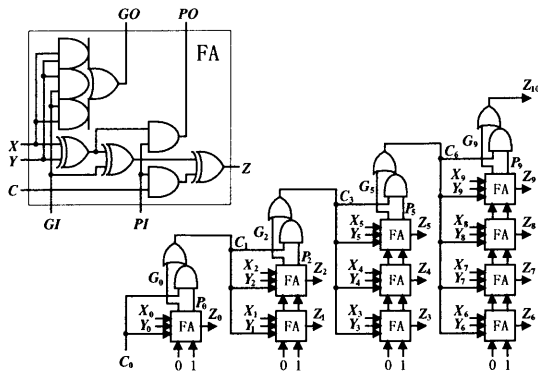 GO PO
FA
X
Y
C
Z
GI PI
Z10
G9
C6 P9
X9
Y9
FA
Z9
G5
C3 P5
X5
Y5
FA
Z5
X8
Y8
FA
Z8
G2
C1 P2
X2
Y2
FA
Z2
X4
Y4
FA
Z4
X7
Y7
FA
Z7
G0
P0
X0
Y0
FA
Z0
X1
Y1
FA
Z1
X3
Y3
FA
Z3
X6
Y6
FA
Z6
C0
0 1
0 1
0 1
0 1